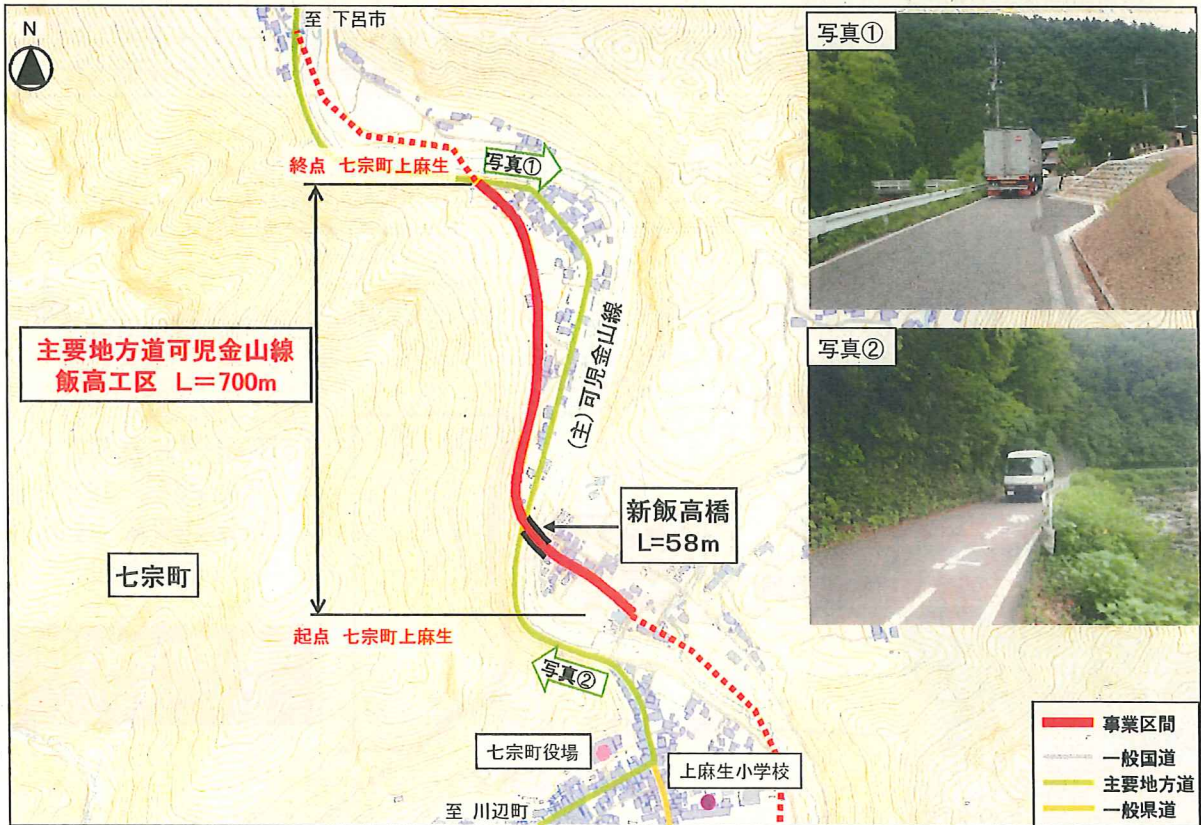 N
至 下呂市
写真①
終点 七宗町上麻生
写真①
主要地方道可児金山線
飯高工区 L=700m
(主)可児金山線
写真②
新飯高橋
L=58m
七宗町
起点 七宗町上麻生
写真②
七宗町役場
上麻生小学校
至 川辺町
事業区間
一般国道
主要地方道
一般県道